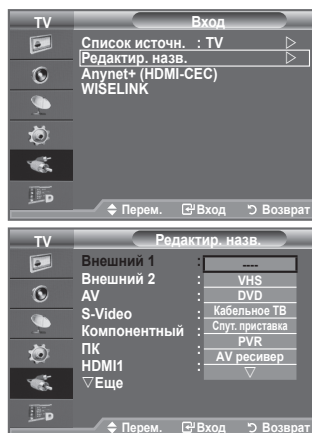 TV Вход
Список источн. : TV ▷
Редактир. назв. ▷
Anynet+ (HDMI-CEC)
WISELINK
Перем. Вход Возврат
TV Редактир. назв.
Внешний 1 : ----
Внешний 2 : VHS
AV : DVD
S-Video : Кабельное ТВ
Компонентный : Спут. приставка
ПК : PVR
HDMI1 : AV ресивер
▽Еще ▽
Перем. Вход Возврат